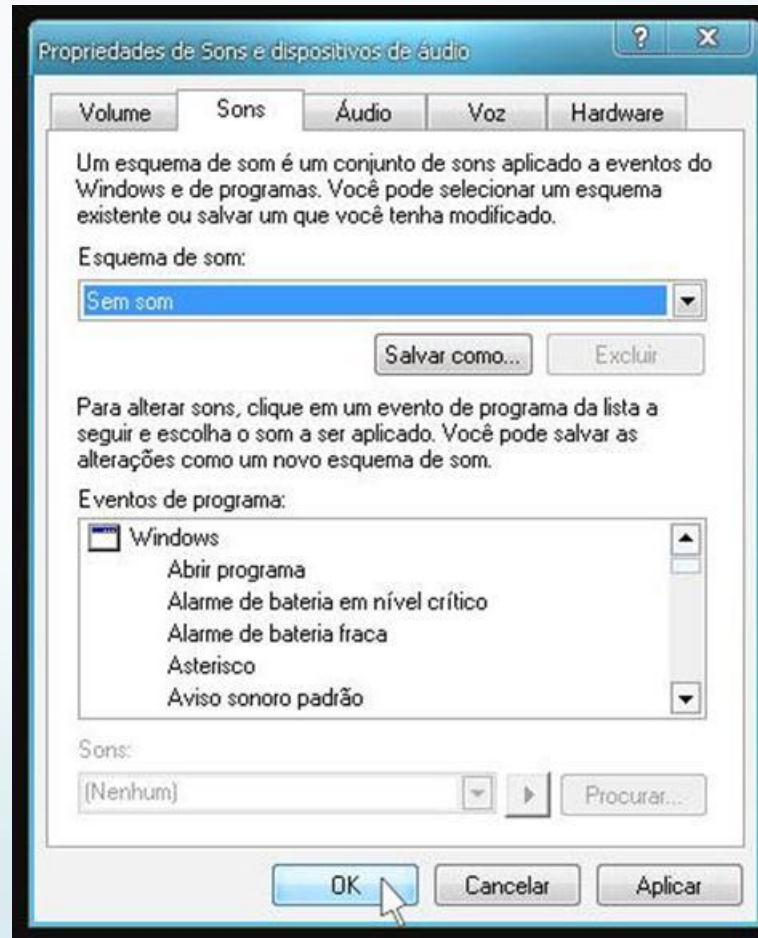 Propriedades de Sons e dispositivos de áudio
? X
Volume Sons Áudio Voz Hardware
Um esquema de som é um conjunto de sons aplicado a eventos do
Windows e de programas. Você pode selecionar um esquema
existente ou salvar um que você tenha modificado.
Esquema de som:
Sem som
Salvar como... Excluir
Para alterar sons, clique em um evento de programa da lista a
seguir e escolha o som a ser aplicado. Você pode salvar as
alterações como um novo esquema de som.
Eventos de programa:
Windows
Abrir programa
Alarme de bateria em nível crítico
Alarme de bateria fraca
Asterisco
Aviso sonoro padrão
Sons:
(Nenhum) Procurar...
OK Cancelar Aplicar